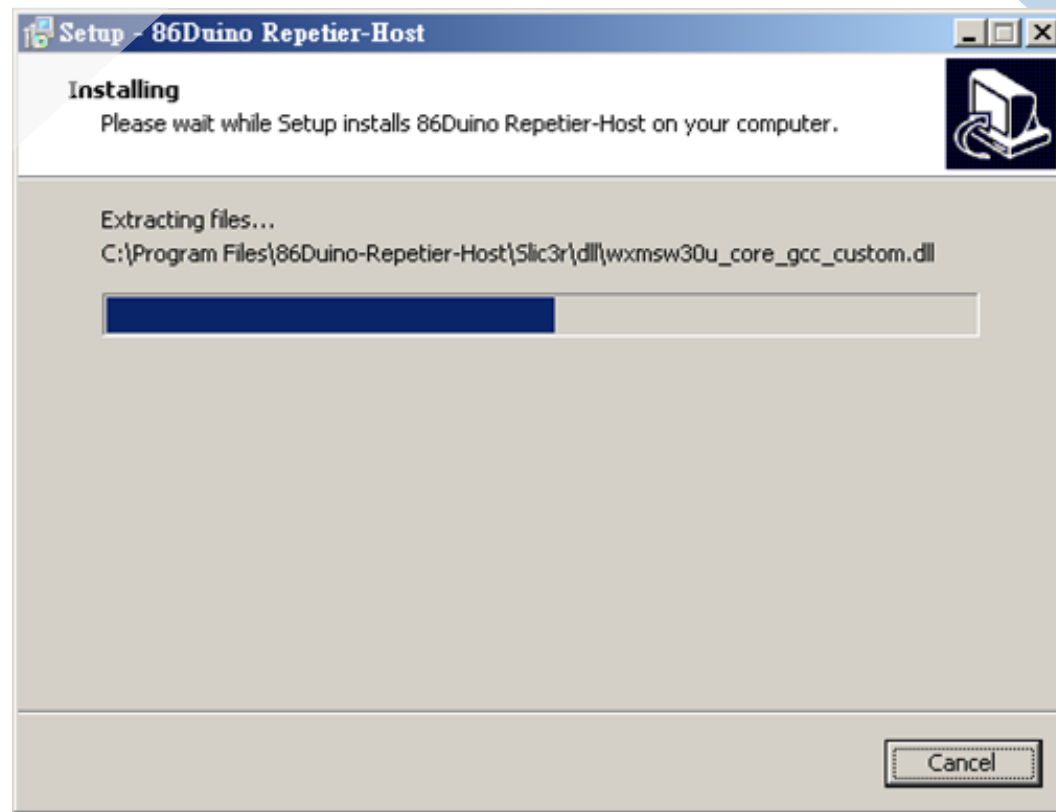 Setup - 86Duino Repetier-Host
Installing
Please wait while Setup installs 86Duino Repetier-Host on your computer.
Extracting files...
C:\Program Files\86Duino-Repetier-Host\Slic3r\dll\wxmsw30u_core_gcc_custom.dll
Cancel